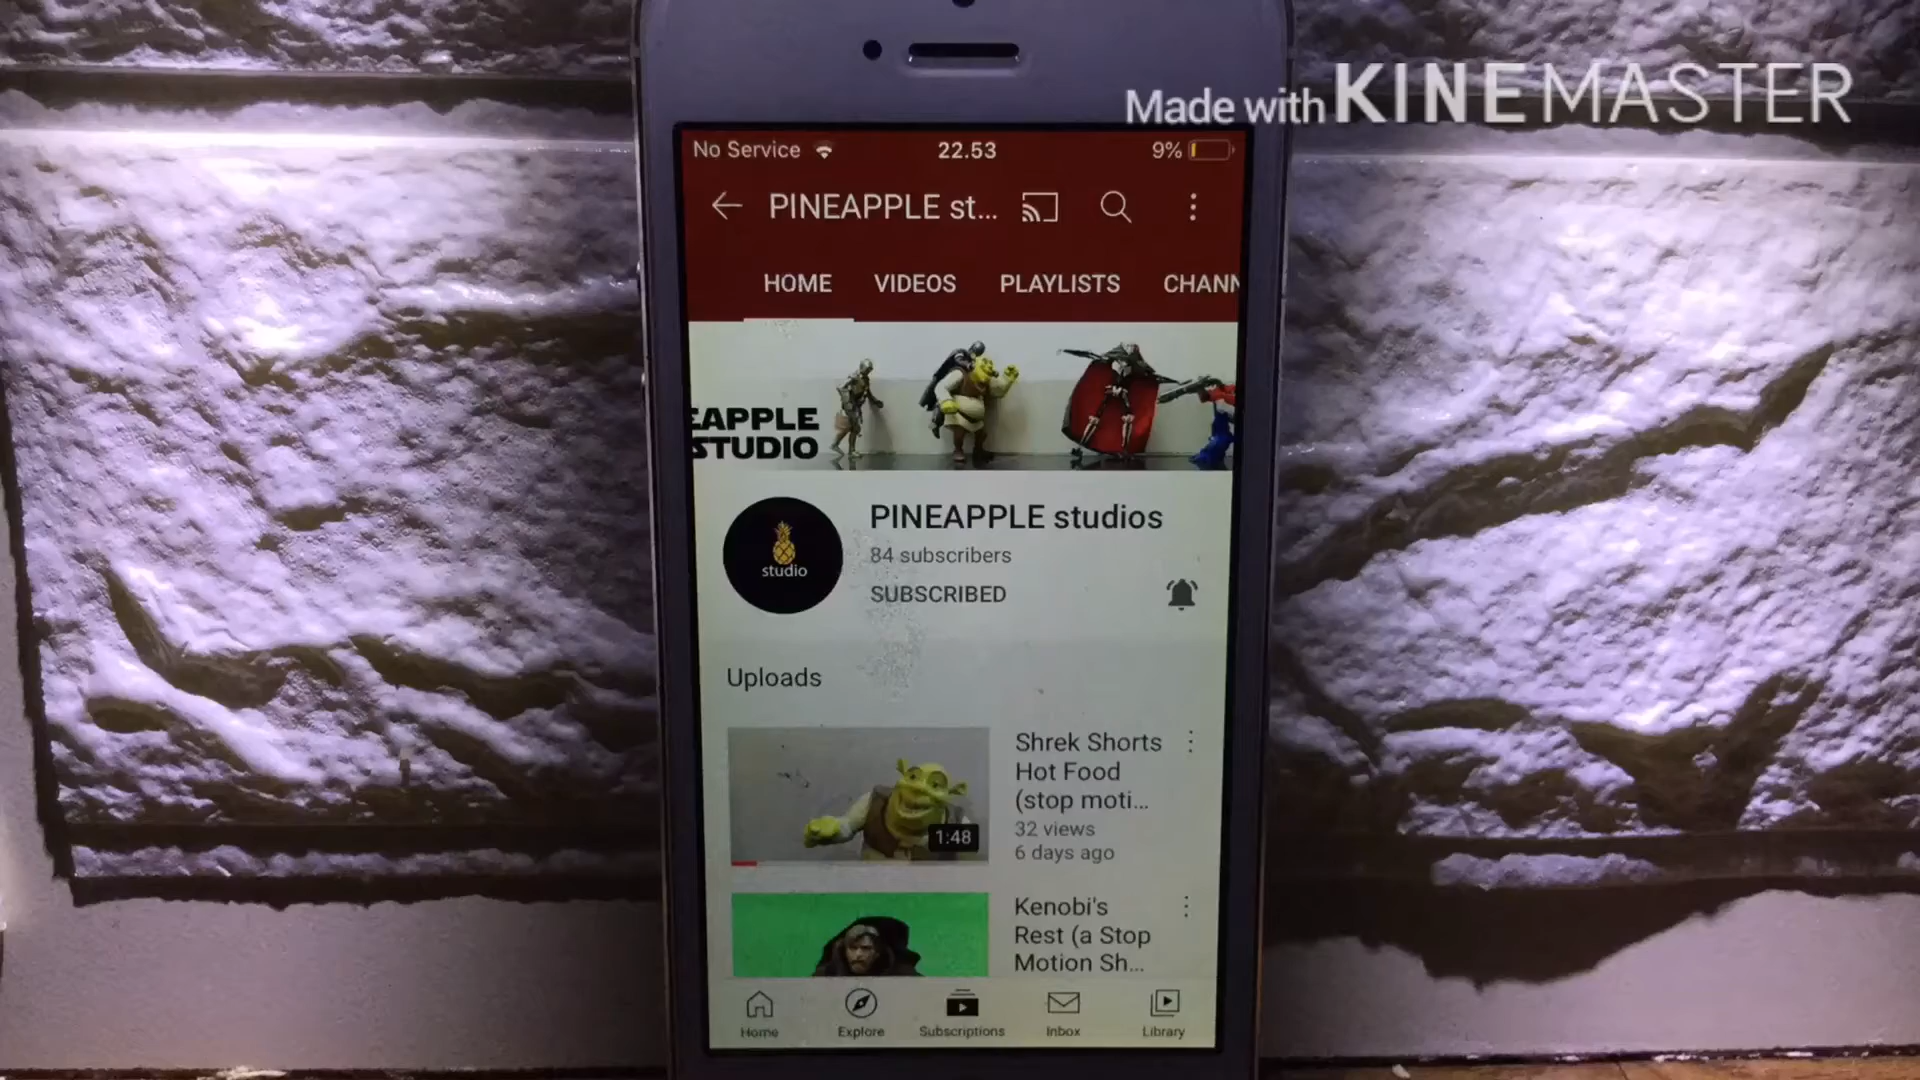 Made with KINEMASTER
No Service 22.53 9%
PINEAPPLE st...
HOME VIDEOS PLAYLISTS CHANN
EAPPLE
STUDIO
studio
PINEAPPLE studios
84 subscribers
SUBSCRIBED
Uploads
1:48
Shrek Shorts
Hot Food
(stop moti...
32 views
6 days ago
Kenobi's
Rest (a Stop
Motion Sh...
Home Explore Subscriptions Inbox Library